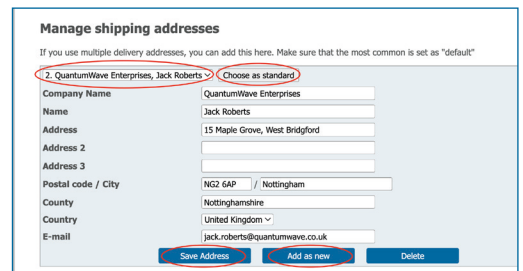 Manage shipping addresses
If you use multiple delivery addresses, you can add this here. Make sure that the most common is set as "default"
2. QuantumWave Enterprises, Jack Roberts Choose as standard
Company Name QuantumWave Enterprises
Name Jack Roberts
Address 15 Maple Grove, West Bridgford
Address 2
Address 3
Postal code / City NG2 6AP / Nottingham
County Nottinghamshire
Country United Kingdom
E-mail jack.roberts@quantumwave.co.uk
Save Address Add as new Delete